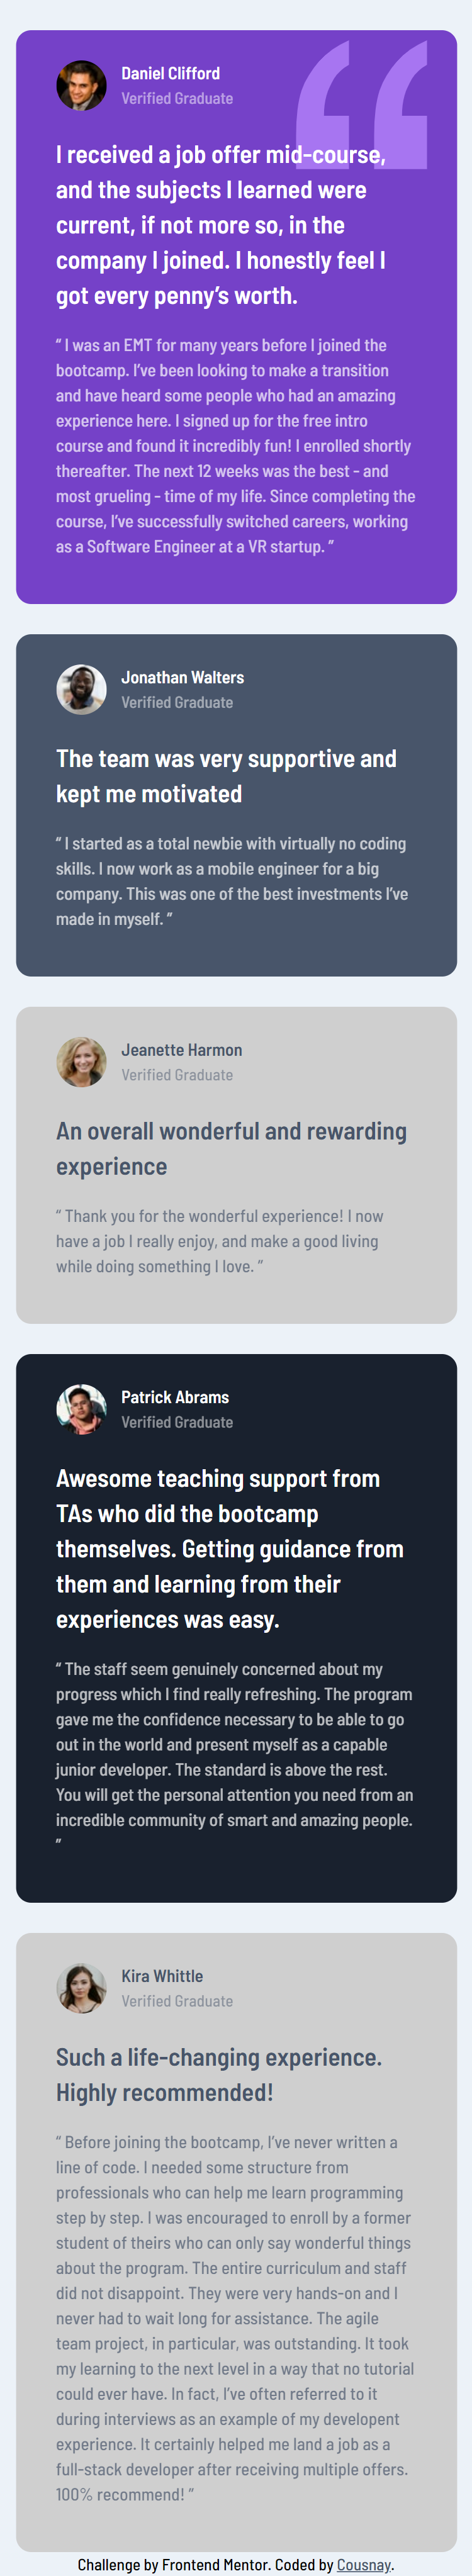 Daniel Clifford
Verified Graduate
I received a job offer mid-course,
and the subjects I learned were
current, if not more so, in the
company I joined. I honestly feel I
got every penny’s worth.
“ I was an EMT for many years before I joined the
bootcamp. I’ve been looking to make a transition
and have heard some people who had an amazing
experience here. I signed up for the free intro
course and found it incredibly fun! I enrolled shortly
thereafter. The next 12 weeks was the best - and
most grueling - time of my life. Since completing the
course, I’ve successfully switched careers, working
as a Software Engineer at a VR startup. ”
Jonathan Walters
Verified Graduate
The team was very supportive and
kept me motivated
“ I started as a total newbie with virtually no coding
skills. I now work as a mobile engineer for a big
company. This was one of the best investments I’ve
made in myself. ”
Jeanette Harmon
Verified Graduate
An overall wonderful and rewarding
experience
“ Thank you for the wonderful experience! I now
have a job I really enjoy, and make a good living
while doing something I love. ”
Patrick Abrams
Verified Graduate
Awesome teaching support from
TAs who did the bootcamp
themselves. Getting guidance from
them and learning from their
experiences was easy.
“ The staff seem genuinely concerned about my
progress which I find really refreshing. The program
gave me the confidence necessary to be able to go
out in the world and present myself as a capable
junior developer. The standard is above the rest.
You will get the personal attention you need from an
incredible community of smart and amazing people.
”
Kira Whittle
Verified Graduate
Such a life-changing experience.
Highly recommended!
“ Before joining the bootcamp, I’ve never written a
line of code. I needed some structure from
professionals who can help me learn programming
step by step. I was encouraged to enroll by a former
student of theirs who can only say wonderful things
about the program. The entire curriculum and staff
did not disappoint. They were very hands-on and I
never had to wait long for assistance. The agile
team project, in particular, was outstanding. It took
my learning to the next level in a way that no tutorial
could ever have. In fact, I’ve often referred to it
during interviews as an example of my developent
experience. It certainly helped me land a job as a
full-stack developer after receiving multiple offers.
100% recommend! ”
Challenge by Frontend Mentor. Coded by Cousnay.